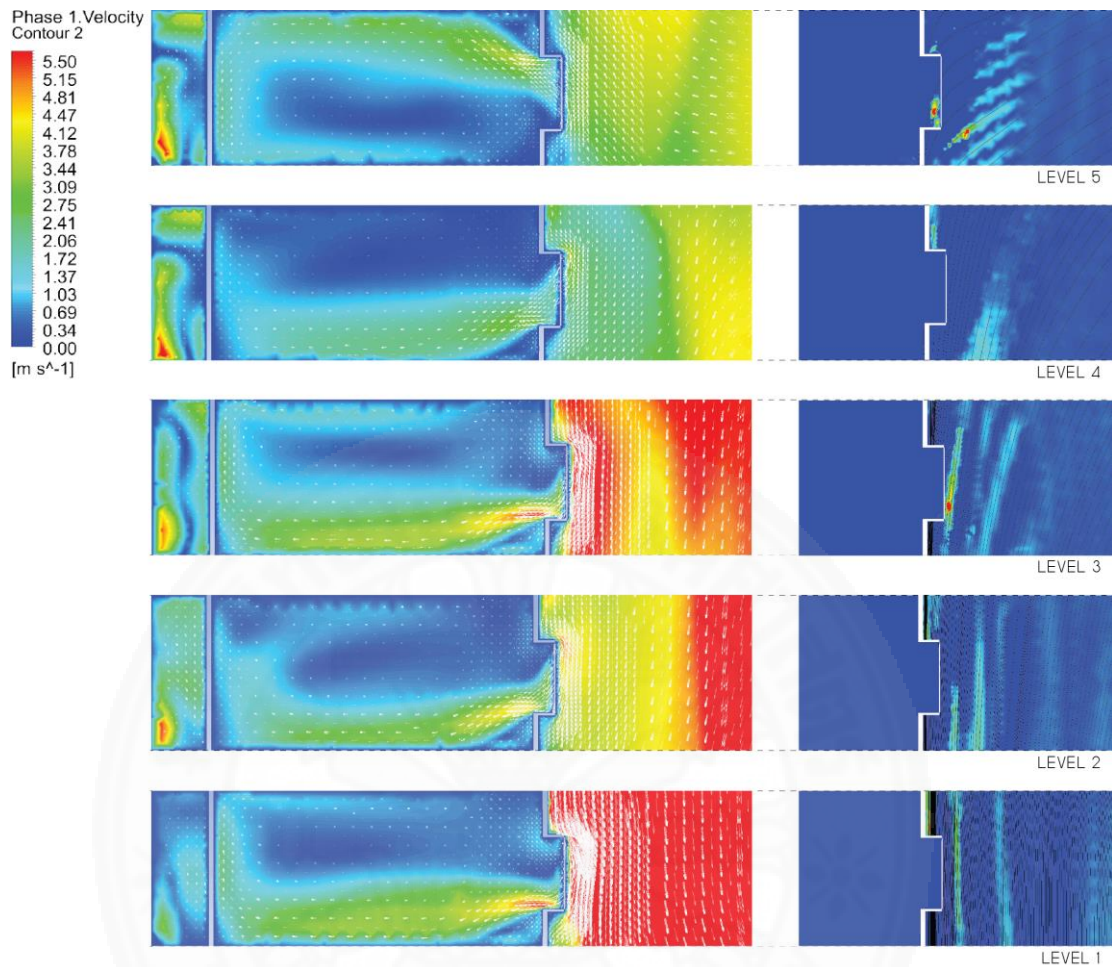 Phase 1.Velocity
Contour 2
5.50
5.15
4.81
4.47
4.12
3.78
3.44
3.09
2.75
2.41
2.06
1.72
1.37
1.03
0.69
0.34
0.00
[m s^-1]
LEVEL 5
LEVEL 4
LEVEL 3
LEVEL 2
LEVEL 1